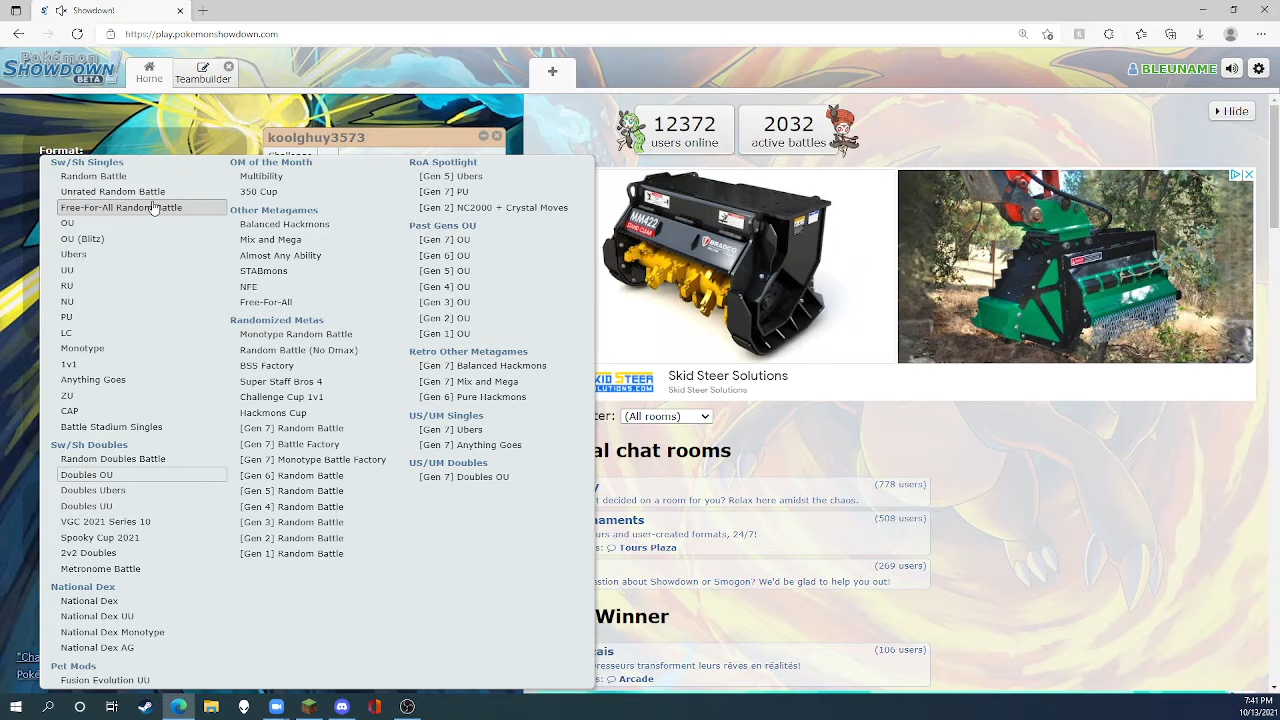 https://play.pokemonshowdown.com
Pokémon
SHOWDOWN
BETA
Home
Teambuilder
BLEUNAME
12372
users online
2032
active battles
Hide
koolghuy3573
Format:
Sw/Sh Singles
Random Battle
Unrated Random Battle
Free-For-All Random Battle
OU
OU (Blitz)
Ubers
UU
RU
NU
PU
LC
Monotype
1v1
Anything Goes
ZU
CAP
Battle Stadium Singles
Sw/Sh Doubles
Random Doubles Battle
Doubles OU
Doubles Ubers
Doubles UU
VGC 2021 Series 10
Spooky Cup 2021
2v2 Doubles
Metronome Battle
National Dex
National Dex
National Dex UU
National Dex Monotype
National Dex AG
Pet Mods
Fusion Evolution UU
OM of the Month
Multibility
350 Cup
Other Metagames
Balanced Hackmons
Mix and Mega
Almost Any Ability
STABmons
NFE
Free-For-All
Randomized Metas
Monotype Random Battle
Random Battle (No Dmax)
BSS Factory
Super Staff Bros 4
Challenge Cup 1v1
Hackmons Cup
[Gen 7] Random Battle
[Gen 7] Battle Factory
[Gen 7] Monotype Battle Factory
[Gen 6] Random Battle
[Gen 5] Random Battle
[Gen 4] Random Battle
[Gen 3] Random Battle
[Gen 2] Random Battle
[Gen 1] Random Battle
RoA Spotlight
[Gen 5] Ubers
[Gen 7] PU
[Gen 2] NC2000 + Crystal Moves
Past Gens OU
[Gen 7] OU
[Gen 6] OU
[Gen 5] OU
[Gen 4] OU
[Gen 3] OU
[Gen 2] OU
[Gen 1] OU
Retro Other Metagames
[Gen 7] Balanced Hackmons
[Gen 7] Mix and Mega
[Gen 6] Pure Hackmons
US/UM Singles
[Gen 7] Ubers
[Gen 7] Anything Goes
US/UM Doubles
[Gen 7] Doubles OU
MM422
HAND CLEAR
BRADCO
SKID STEER
SOLUTIONS.COM
Skid Steer Solutions
Skid Steer Solutions
ter: (All rooms)
al chat rooms
y (778 users)
t decided on a room for you? Relax here amidst the chaos.
naments (508 users)
urs and user-created formats, 24/7!
s: Tours Plaza
(269 users)
estion about Showdown or Smogon? We'd be glad to help you out!
Winner
ais (106 users)
presseurs transforment leurs rêves en réalités!
s: Arcade
"Cha
Poké
7:41 PM
10/13/2021